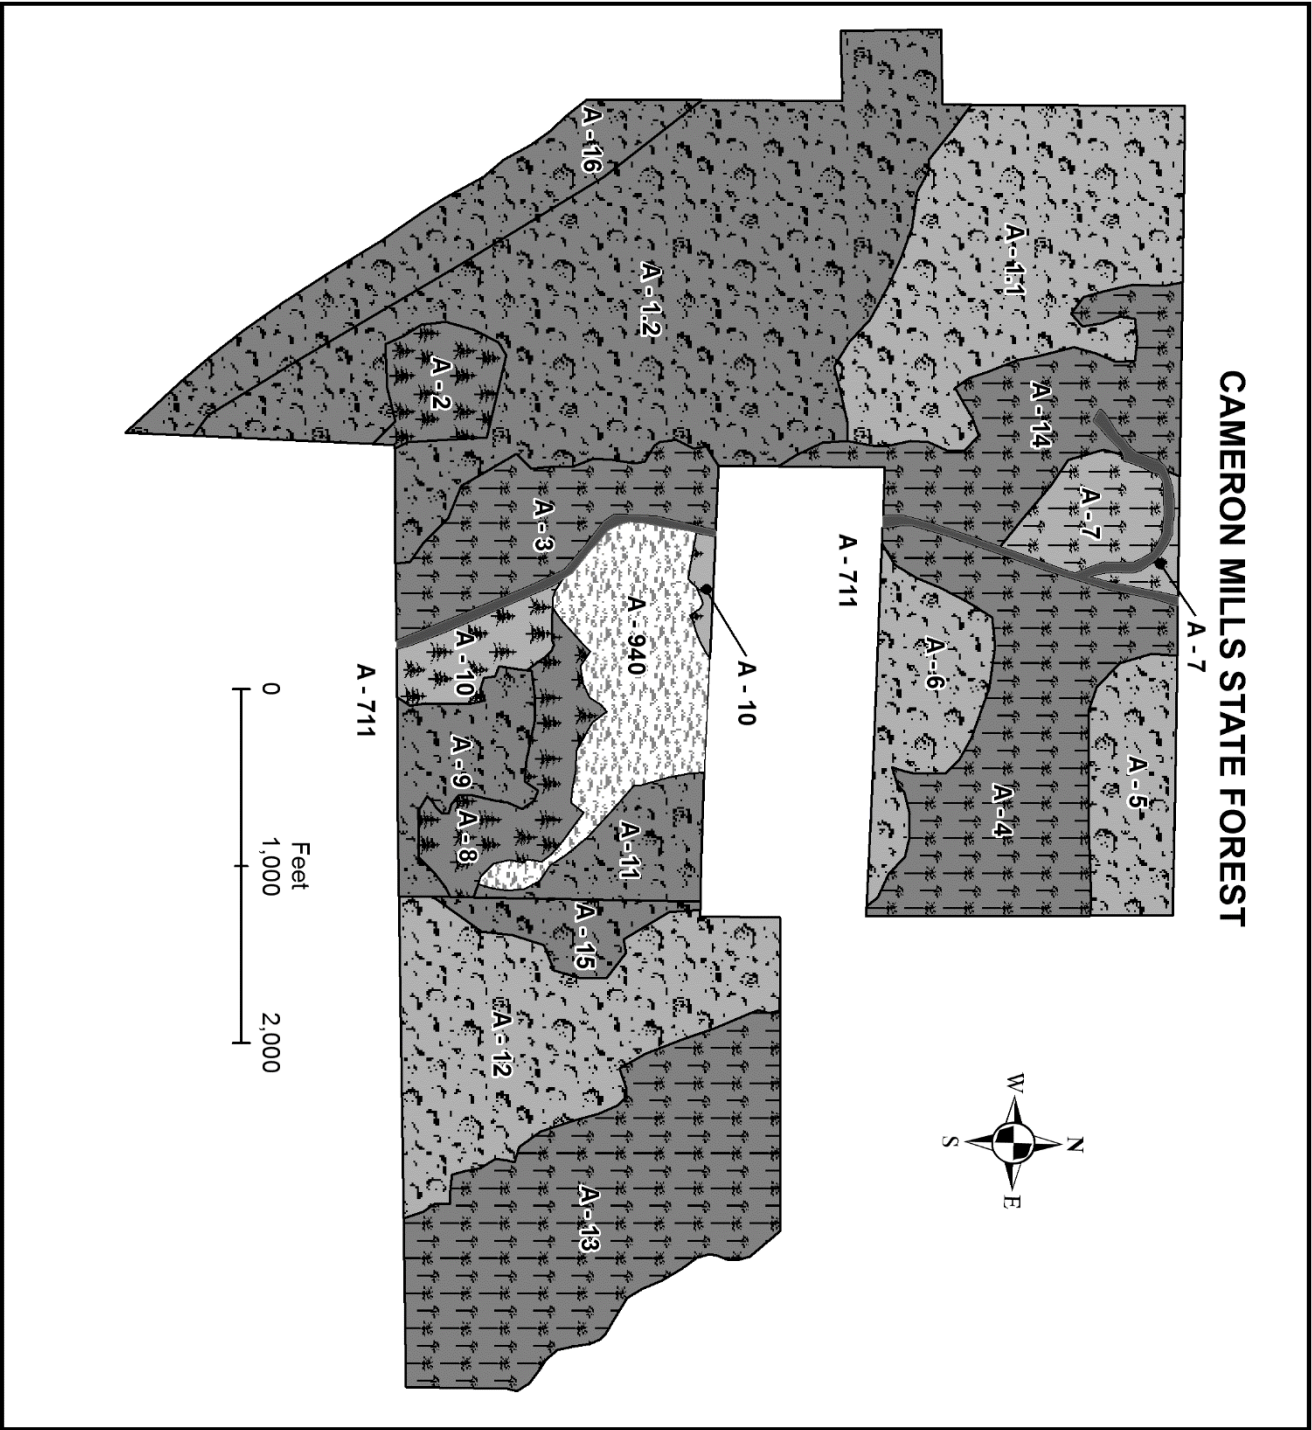 CAMERON MILLS STATE FOREST
A - 7
A - 5
A - 7
A - 14
A - 1.1
A - 4
A - 6
A - 711
A - 10
A - 1.2
A - 940
A - 11
A - 16
A - 3
A - 15
A - 13
A - 2
A - 10
A - 9
A - 8
A - 12
A - 711
N
W
E
S
Feet
0
1,000
2,000